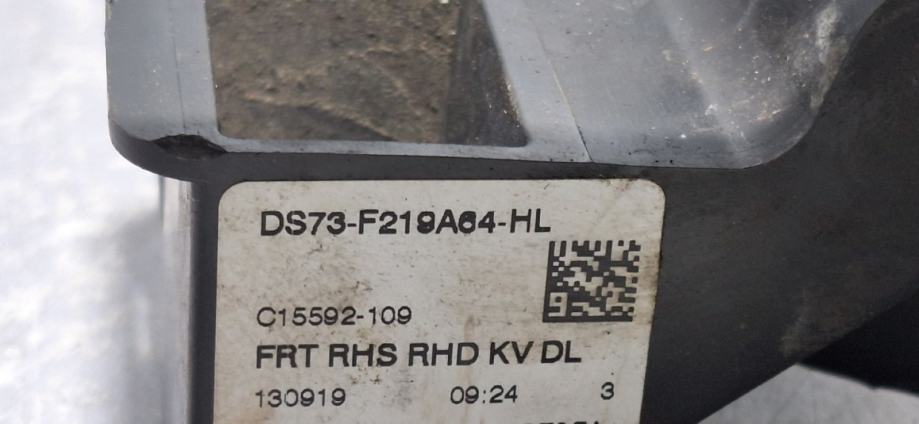 DS73-F219A64-HL
C15592-109
FRT RHS RHD KV DL
130919 09:24 3